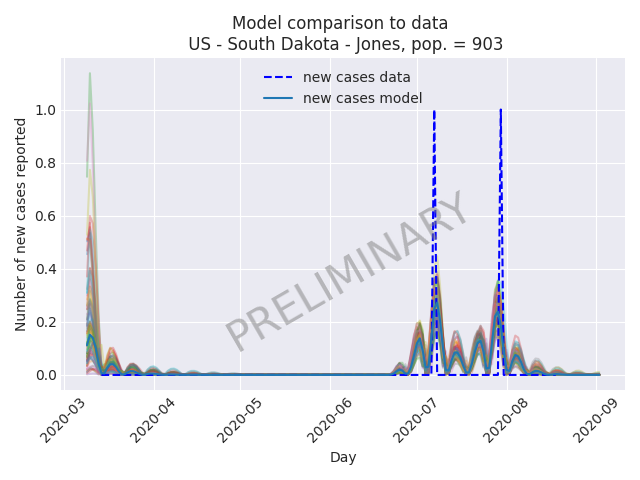 Model comparison to data
US - South Dakota - Jones, pop. = 903
new cases data
new cases model
Number of new cases reported
1.0
0.8
0.6
0.4
0.2
0.0
PRELIMINARY
2020-03
2020-04
2020-05
2020-06
2020-07
2020-08
2020-09
Day